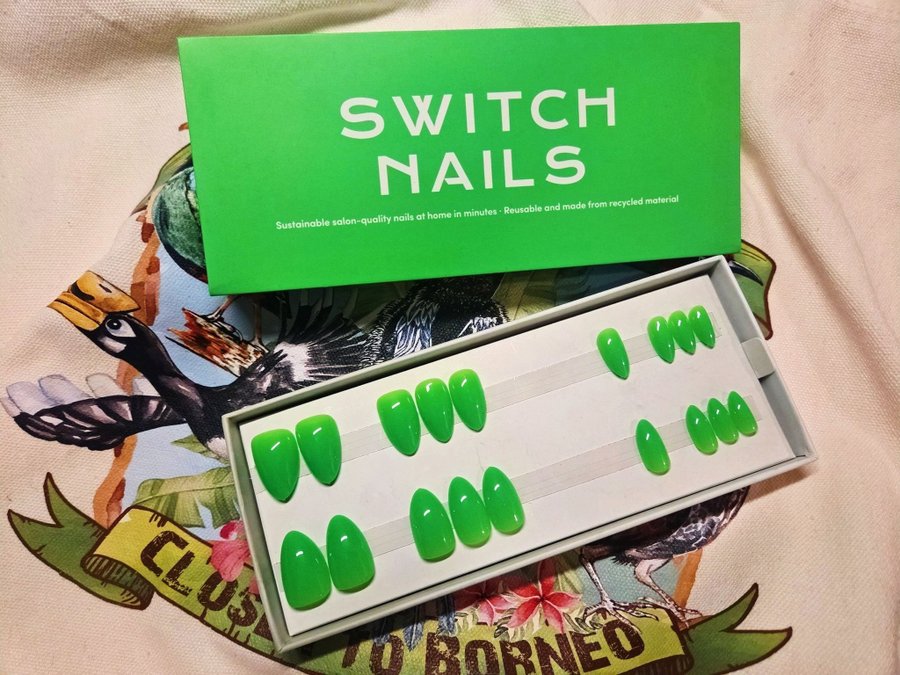 SWITCH
NAILS
Sustainable salon-quality nails at home in minutes · Reusable and made from recycled material
CLOSE
TO BORNEO